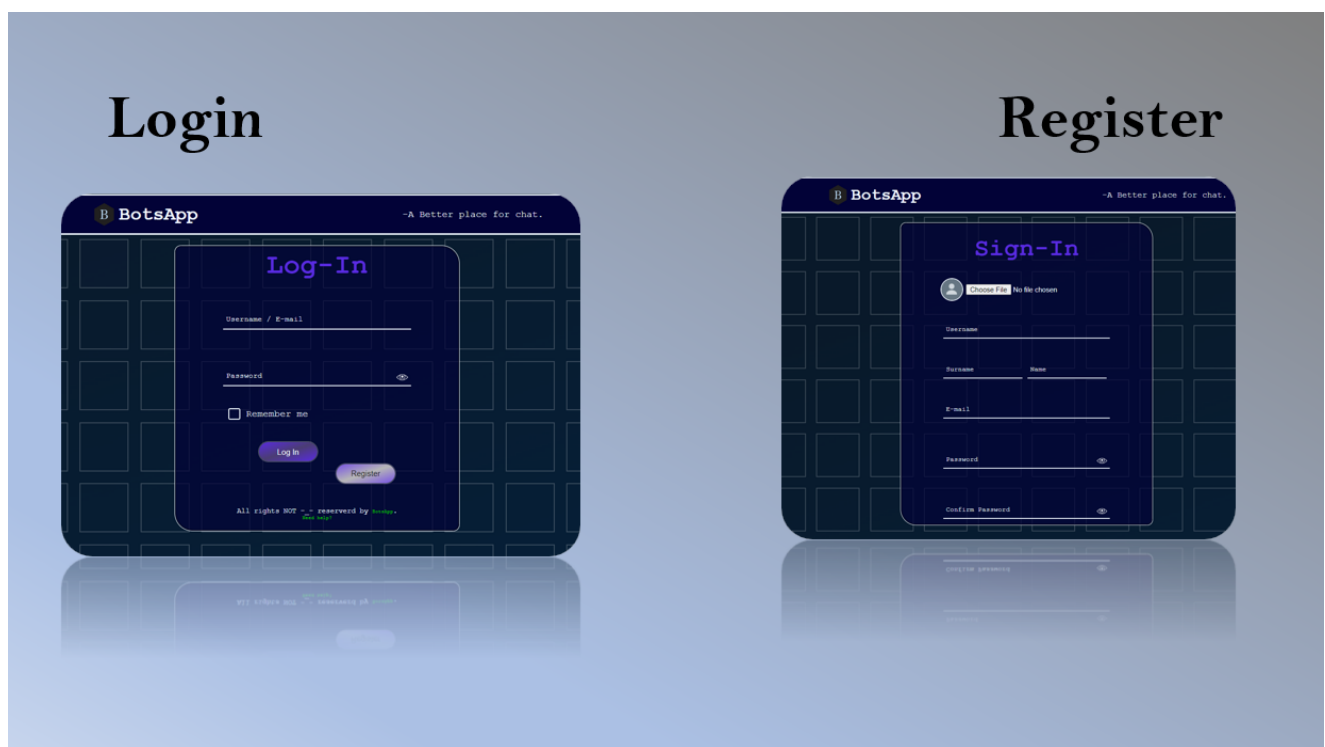 Login
Register
B BotsApp
-A Better place for chat.
Log-In
Username / E-mail
Password
Remember me
Log In
Register
All rights NOT -_- reserverd by BotsApp.
Need help?
B BotsApp
-A Better place for chat.
Sign-In
Choose File No file chosen
Username
Surname Name
E-mail
Password
Confirm Password